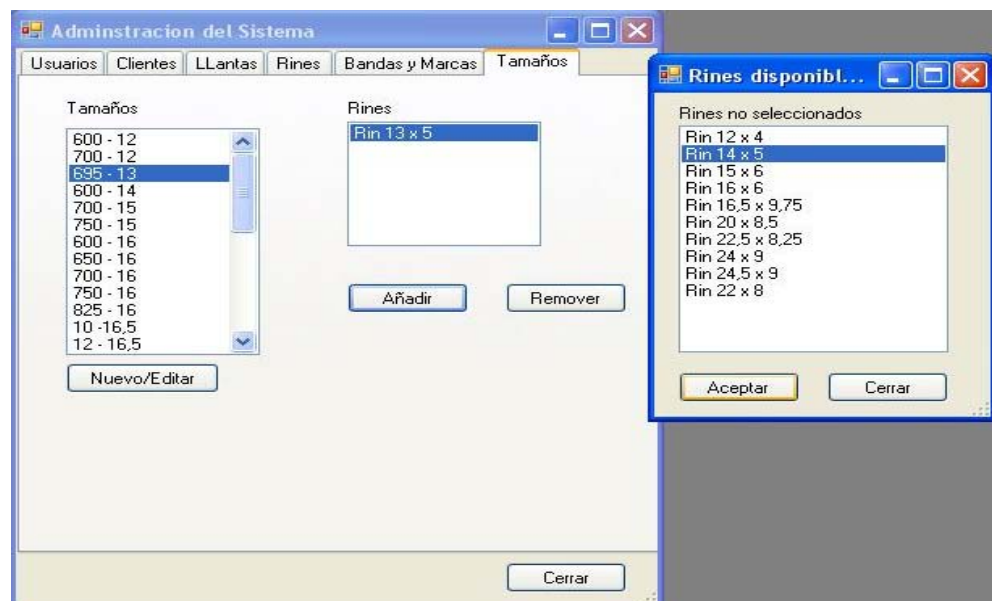 Adminstracion del Sistema
Usuarios Clientes LLantas Rines Bandas y Marcas Tamaños
Tamaños
600 - 12
700 - 12
695 - 13
600 - 14
700 - 15
750 - 15
600 - 16
650 - 16
700 - 16
750 - 16
825 - 16
10 -16,5
12 - 16,5
Nuevo/Editar
Rines
Rin 13 x 5
Añadir Remover
Cerrar
Rines disponibl...
Rines no seleccionados
Rin 12 x 4
Rin 14 x 5
Rin 15 x 6
Rin 16 x 6
Rin 16,5 x 9,75
Rin 20 x 8,5
Rin 22,5 x 8,25
Rin 24 x 9
Rin 24,5 x 9
Rin 22 x 8
Aceptar Cerrar